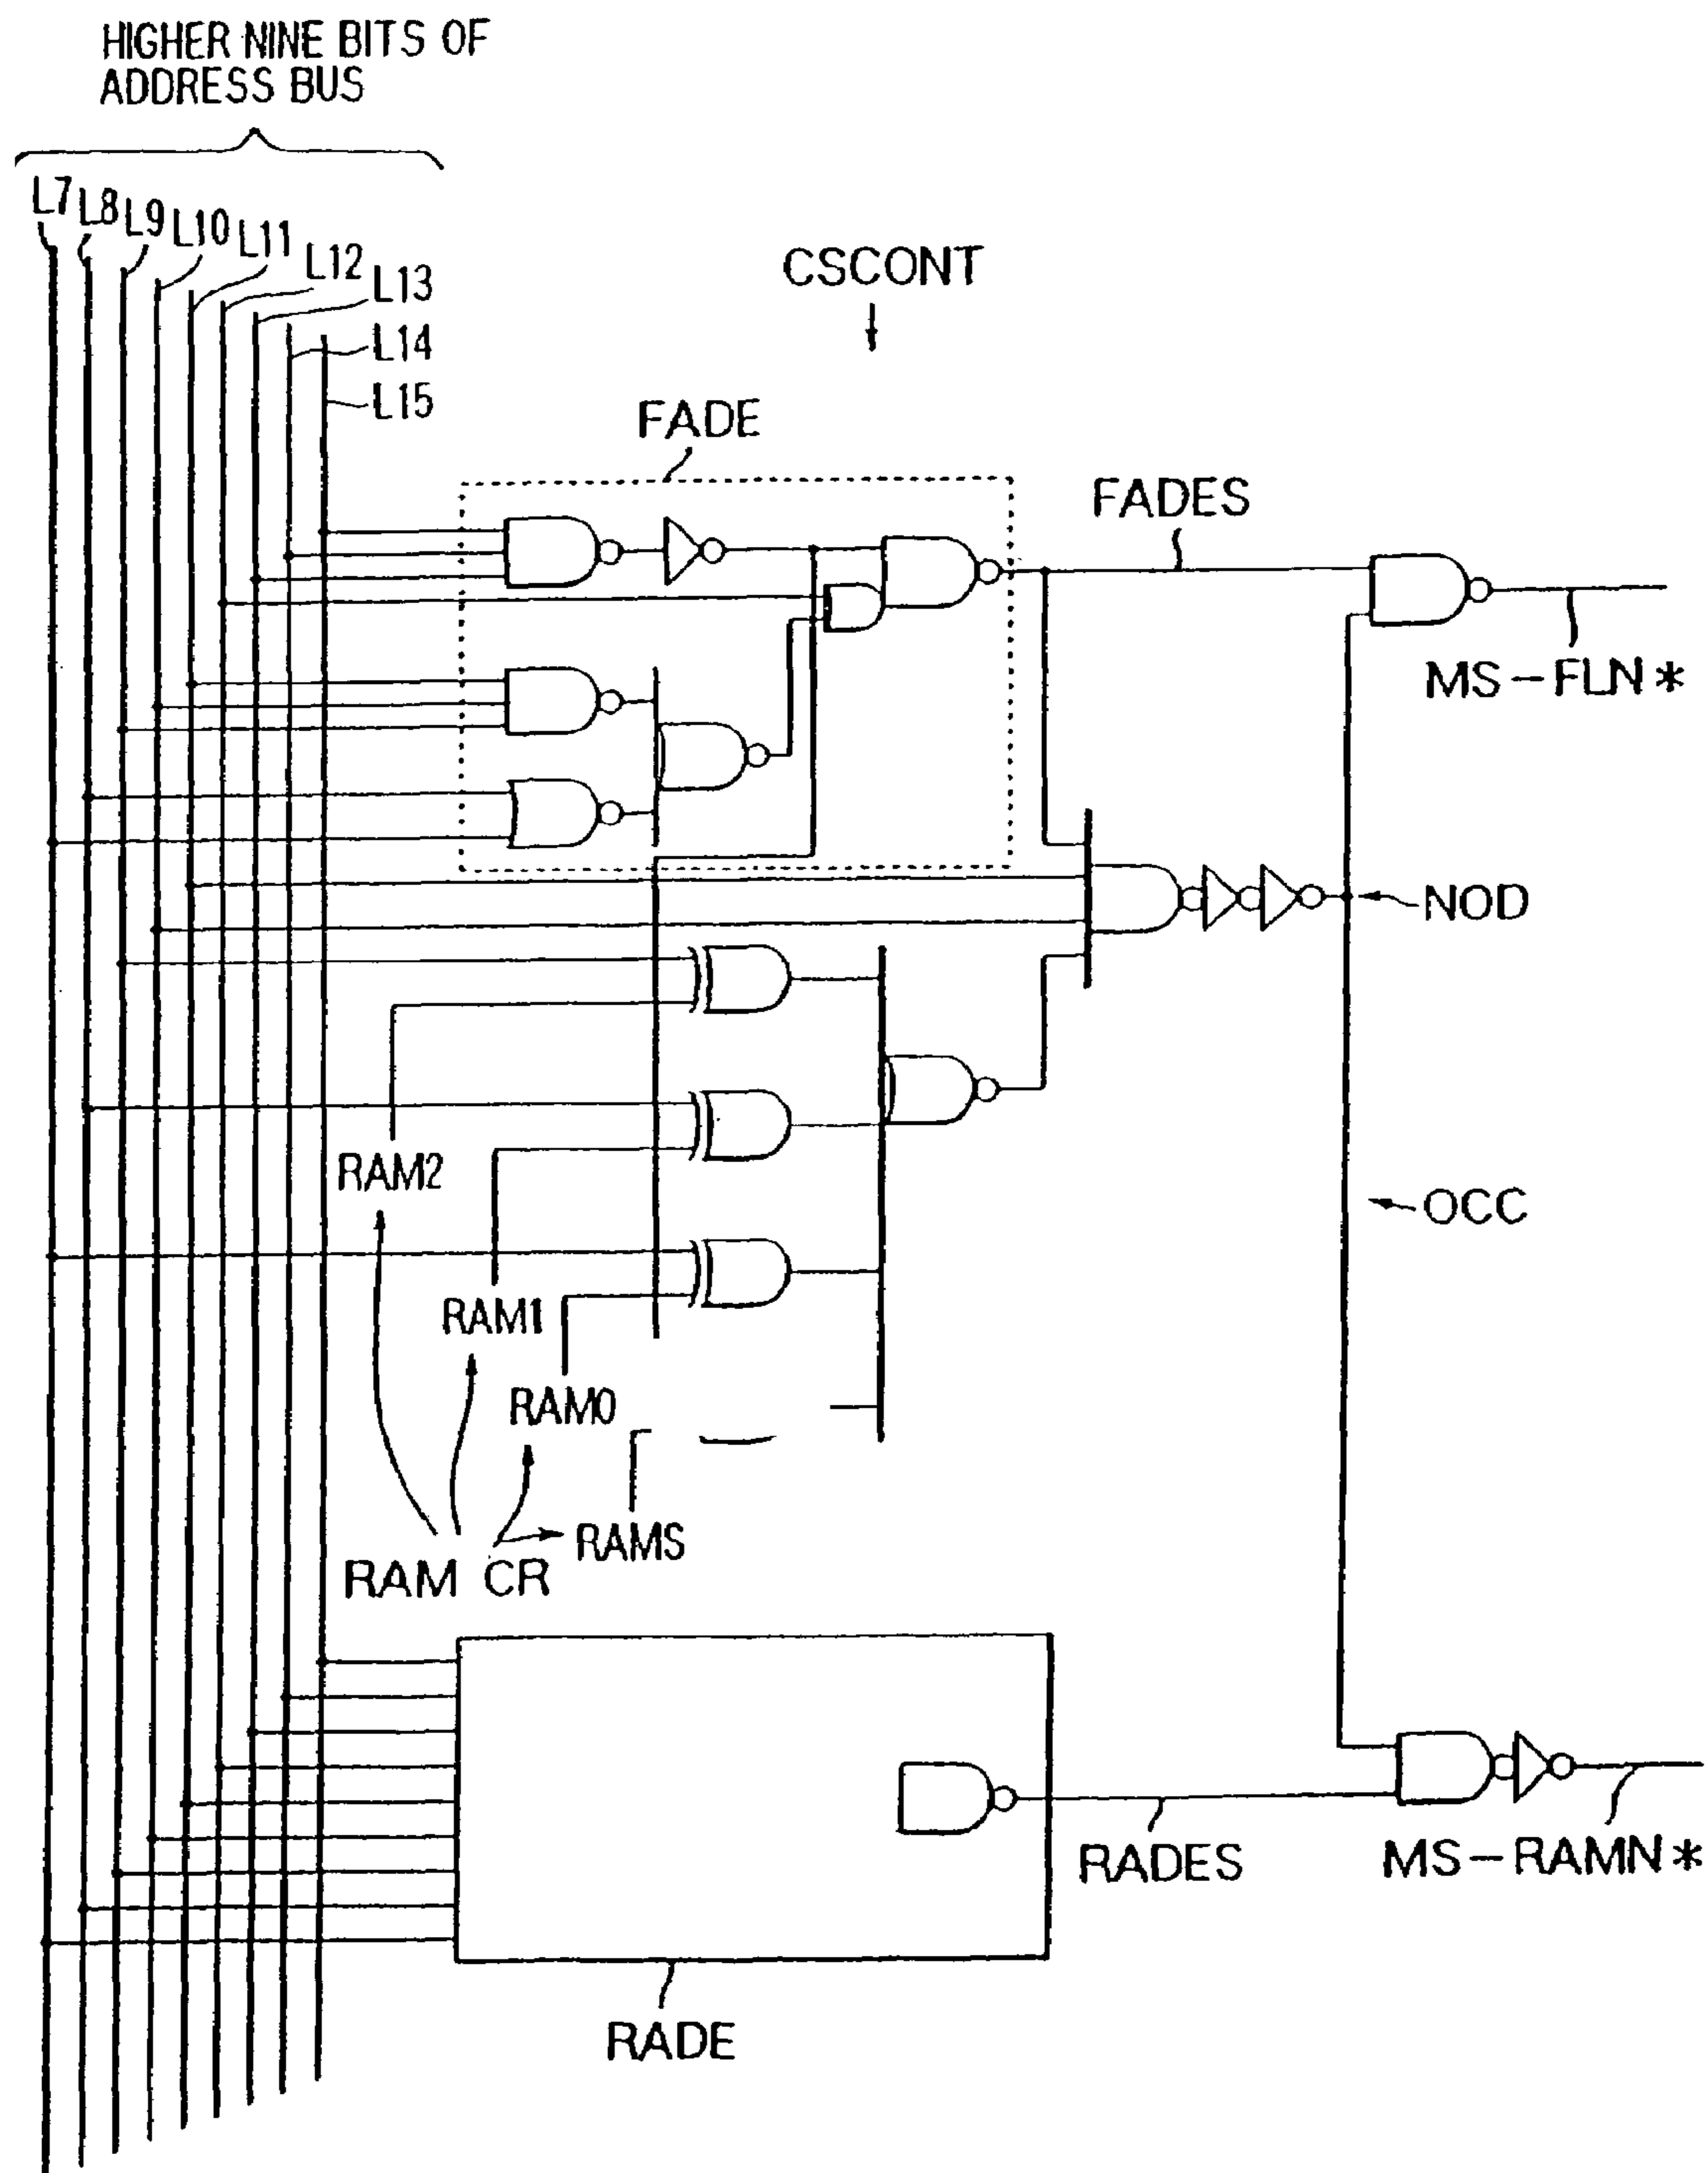 HIGHER NINE BITS OF
ADDRESS BUS
L7
L8
L9
L10
L11
L12
L13
L14
L15
CSCONT
FADE
FADES
MS-FLN*
NOD
OCC
RAM2
RAM1
RAM0
RAMS
RAM CR
RADES
MS-RAMN*
RADE